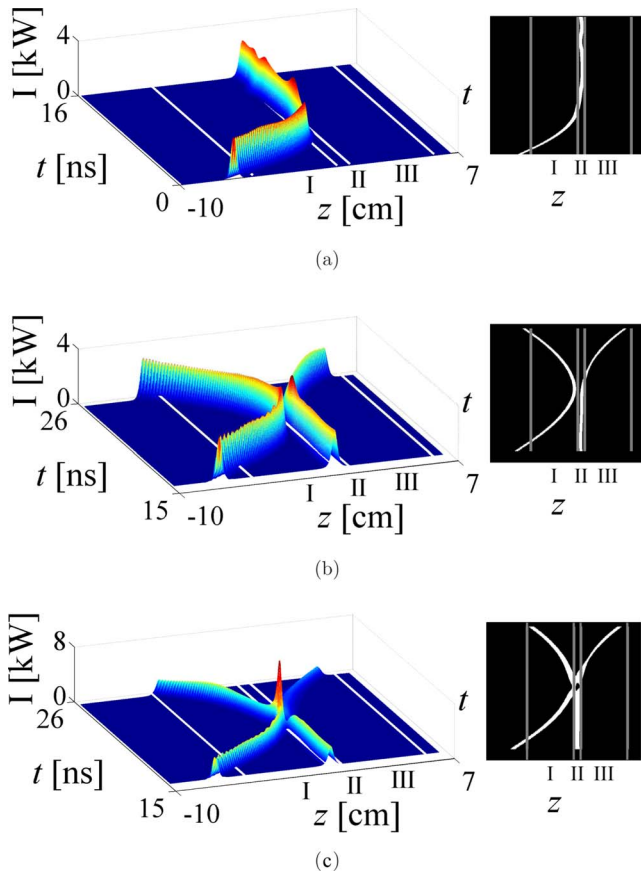 I [kW]
4
0
16
t [ns]
0
-10
I
II
III
z [cm]
7
t
I II III
z
(a)
I [kW]
4
0
26
t [ns]
15
-10
I
II
III
z [cm]
7
t
I II III
z
(b)
I [kW]
8
0
26
t [ns]
15
-10
I
II
III
z [cm]
7
t
I II III
z
(c)